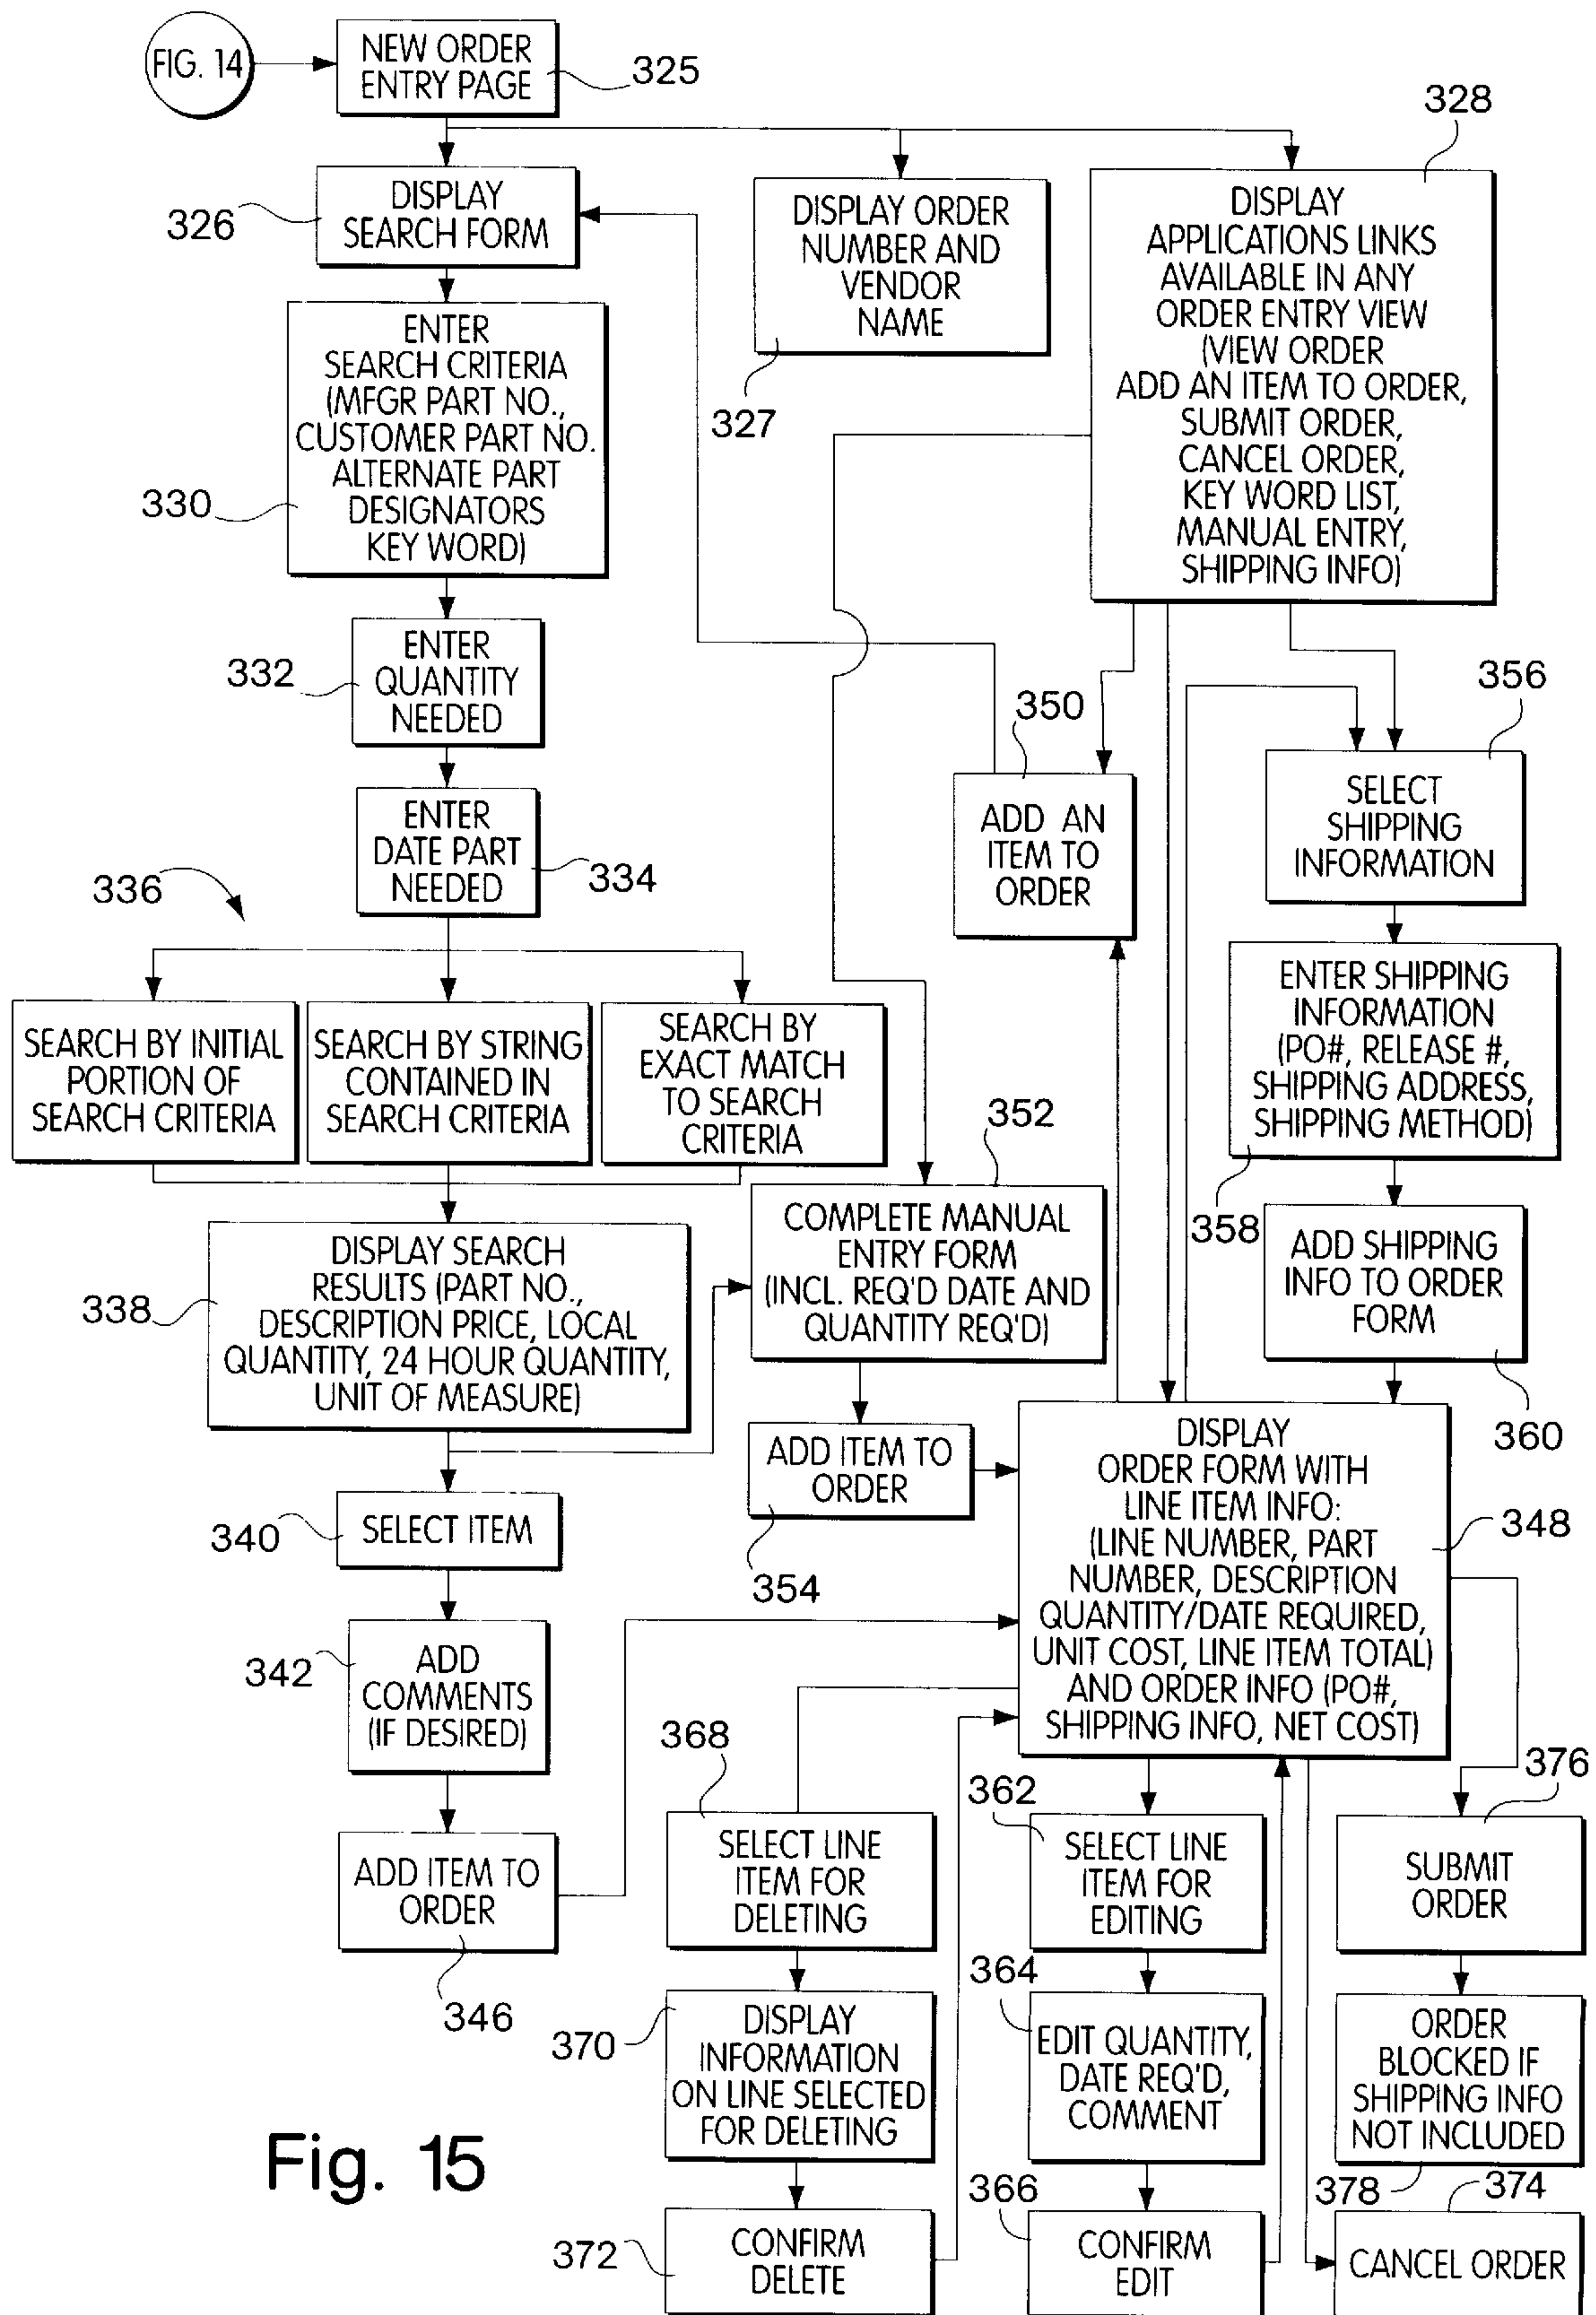 FIG. 14
NEW ORDER
ENTRY PAGE
325
328
DISPLAY
SEARCH FORM
326
DISPLAY ORDER
NUMBER AND
VENDOR
NAME
327
DISPLAY
APPLICATIONS LINKS
AVAILABLE IN ANY
ORDER ENTRY VIEW
(VIEW ORDER
ADD AN ITEM TO ORDER,
SUBMIT ORDER,
CANCEL ORDER,
KEY WORD LIST,
MANUAL ENTRY,
SHIPPING INFO)
ENTER
SEARCH CRITERIA
(MFGR PART NO.,
CUSTOMER PART NO.
ALTERNATE PART
DESIGNATORS
KEY WORD)
330
ENTER
QUANTITY
NEEDED
332
ENTER
DATE PART
NEEDED
334
336
350
ADD AN
ITEM TO
ORDER
356
SELECT
SHIPPING
INFORMATION
SEARCH BY INITIAL
PORTION OF
SEARCH CRITERIA
SEARCH BY STRING
CONTAINED IN
SEARCH CRITERIA
SEARCH BY
EXACT MATCH
TO SEARCH
CRITERIA
ENTER SHIPPING
INFORMATION
(PO#, RELEASE #,
SHIPPING ADDRESS,
SHIPPING METHOD)
358
352
COMPLETE MANUAL
ENTRY FORM
(INCL. REQ'D DATE AND
QUANTITY REQ'D)
ADD SHIPPING
INFO TO ORDER
FORM
360
DISPLAY SEARCH
RESULTS (PART NO.,
DESCRIPTION PRICE, LOCAL
QUANTITY, 24 HOUR QUANTITY,
UNIT OF MEASURE)
338
ADD ITEM TO
ORDER
354
DISPLAY
ORDER FORM WITH
LINE ITEM INFO:
(LINE NUMBER, PART
NUMBER, DESCRIPTION
QUANTITY/DATE REQUIRED,
UNIT COST, LINE ITEM TOTAL)
AND ORDER INFO (PO#,
SHIPPING INFO, NET COST)
348
SELECT ITEM
340
ADD
COMMENTS
(IF DESIRED)
342
ADD ITEM TO
ORDER
346
368
SELECT LINE
ITEM FOR
DELETING
362
SELECT LINE
ITEM FOR
EDITING
376
SUBMIT
ORDER
370
DISPLAY
INFORMATION
ON LINE SELECTED
FOR DELETING
364
EDIT QUANTITY,
DATE REQ'D,
COMMENT
ORDER
BLOCKED IF
SHIPPING INFO
NOT INCLUDED
378
372
CONFIRM
DELETE
366
CONFIRM
EDIT
374
CANCEL ORDER
Fig. 15